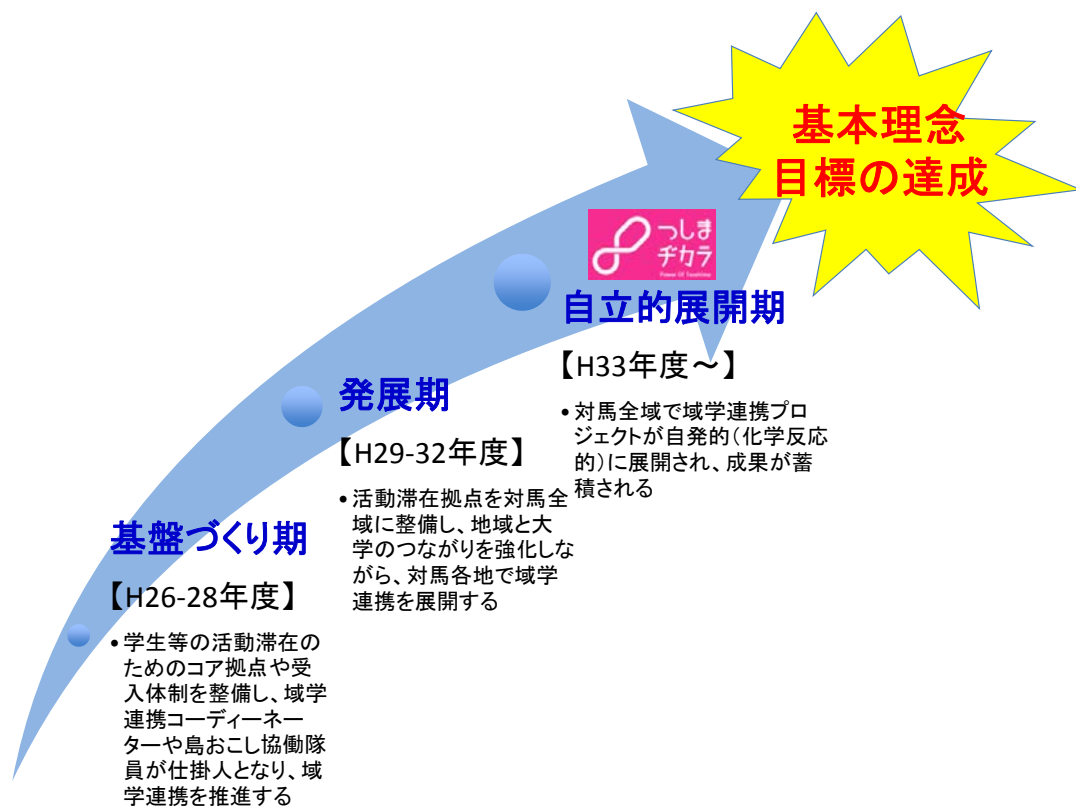 基本理念
目標の達成
つしま
ヂカラ
Power Of Tsushima
自立的展開期
【H33年度～】
•対馬全域で域学連携プロ
ジェクトが自発的(化学反応
的)に展開され、成果が蓄
積される
発展期
【H29-32年度】
•活動滞在拠点を対馬全
域に整備し、地域と大
学のつながりを強化しな
がら、対馬各地で域学
連携を展開する
基盤づくり期
【H26-28年度】
•学生等の活動滞在の
ためのコア拠点や受
入体制を整備し、域学
連携コーディーネー
ターや島おこし協働隊
員が仕掛人となり、域
学連携を推進する